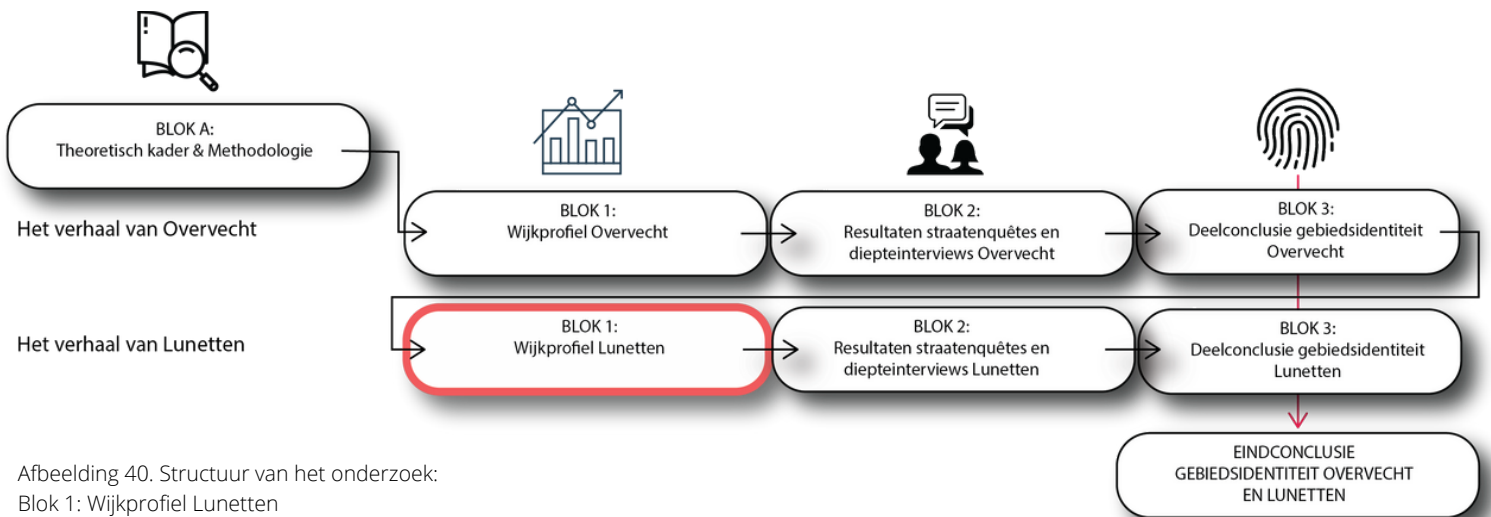 BLOK A:
Theoretisch kader & Methodologie
Het verhaal van Overvecht
BLOK 1:
Wijkprofiel Overvecht
BLOK 2:
Resultaten straatenquêtes en
diepteinterviews Overvecht
BLOK 3:
Deelconclusie gebiedsidentiteit
Overvecht
Het verhaal van Lunetten
BLOK 1:
Wijkprofiel Lunetten
BLOK 2:
Resultaten straatenquêtes en
diepteinterviews Lunetten
BLOK 3:
Deelconclusie gebiedsidentiteit
Lunetten
EINDCONCLUSIE
GEBIEDSIDENTITEIT OVERVECHT
EN LUNETTEN
Afbeelding 40. Structuur van het onderzoek:
Blok 1: Wijkprofiel Lunetten